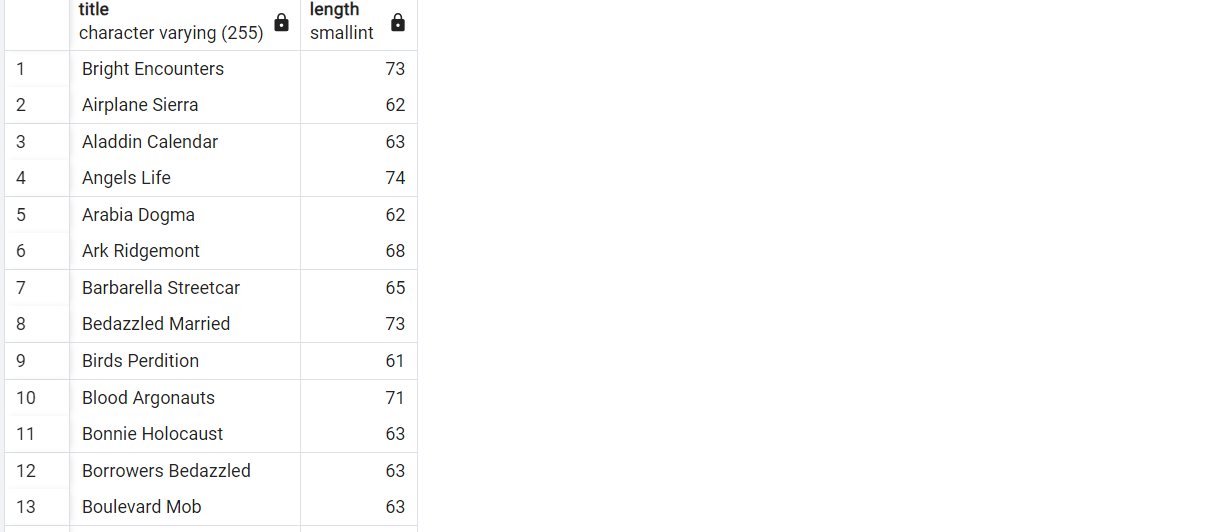 title length
character varying (255) smallint
1 Bright Encounters 73
2 Airplane Sierra 62
3 Aladdin Calendar 63
4 Angels Life 74
5 Arabia Dogma 62
6 Ark Ridgemont 68
7 Barbarella Streetcar 65
8 Bedazzled Married 73
9 Birds Perdition 61
10 Blood Argonauts 71
11 Bonnie Holocaust 63
12 Borrowers Bedazzled 63
13 Boulevard Mob 63